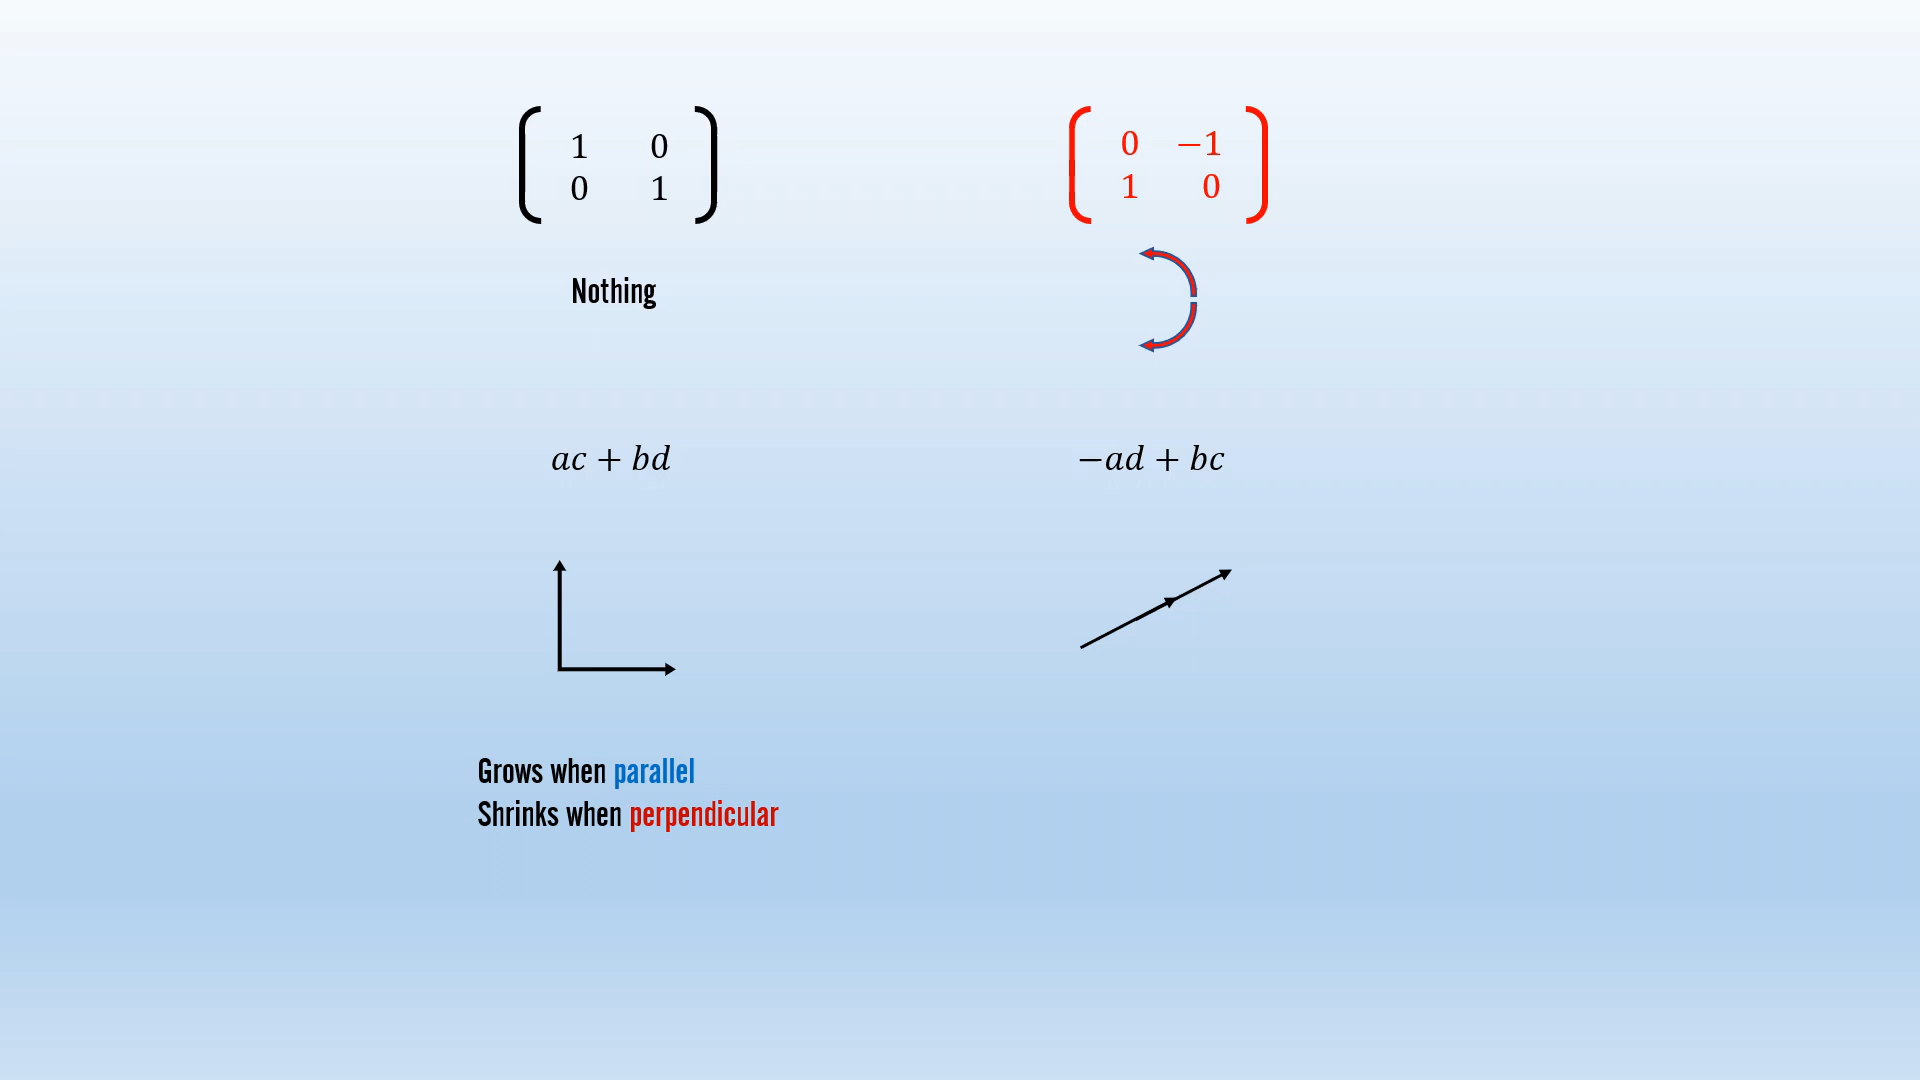 1 0
0 1
0 −1
1 0
Nothing
ac + bd
−ad + bc
Grows when parallel
Shrinks when perpendicular